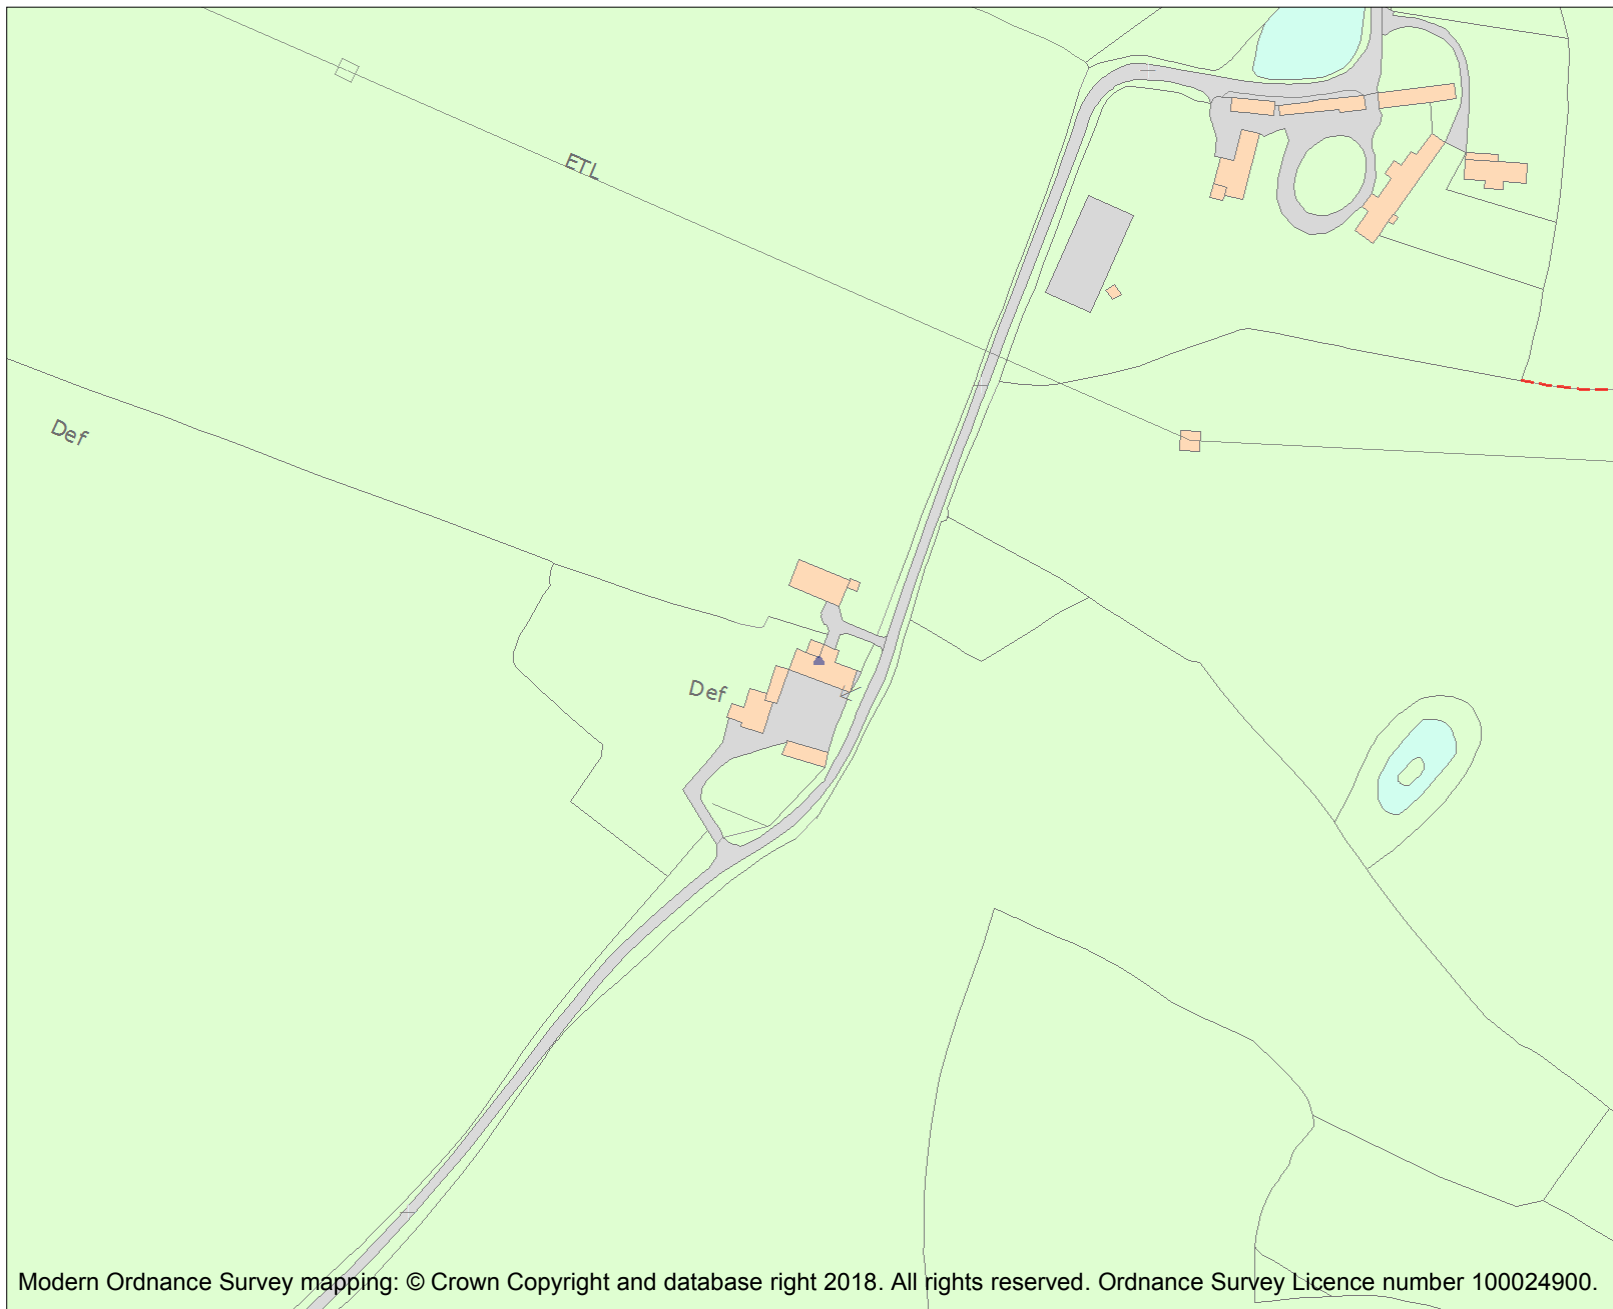 ETL
Def
Def
Modern Ordnance Survey mapping: © Crown Copyright and database right 2018. All rights reserved. Ordnance Survey Licence number 100024900.